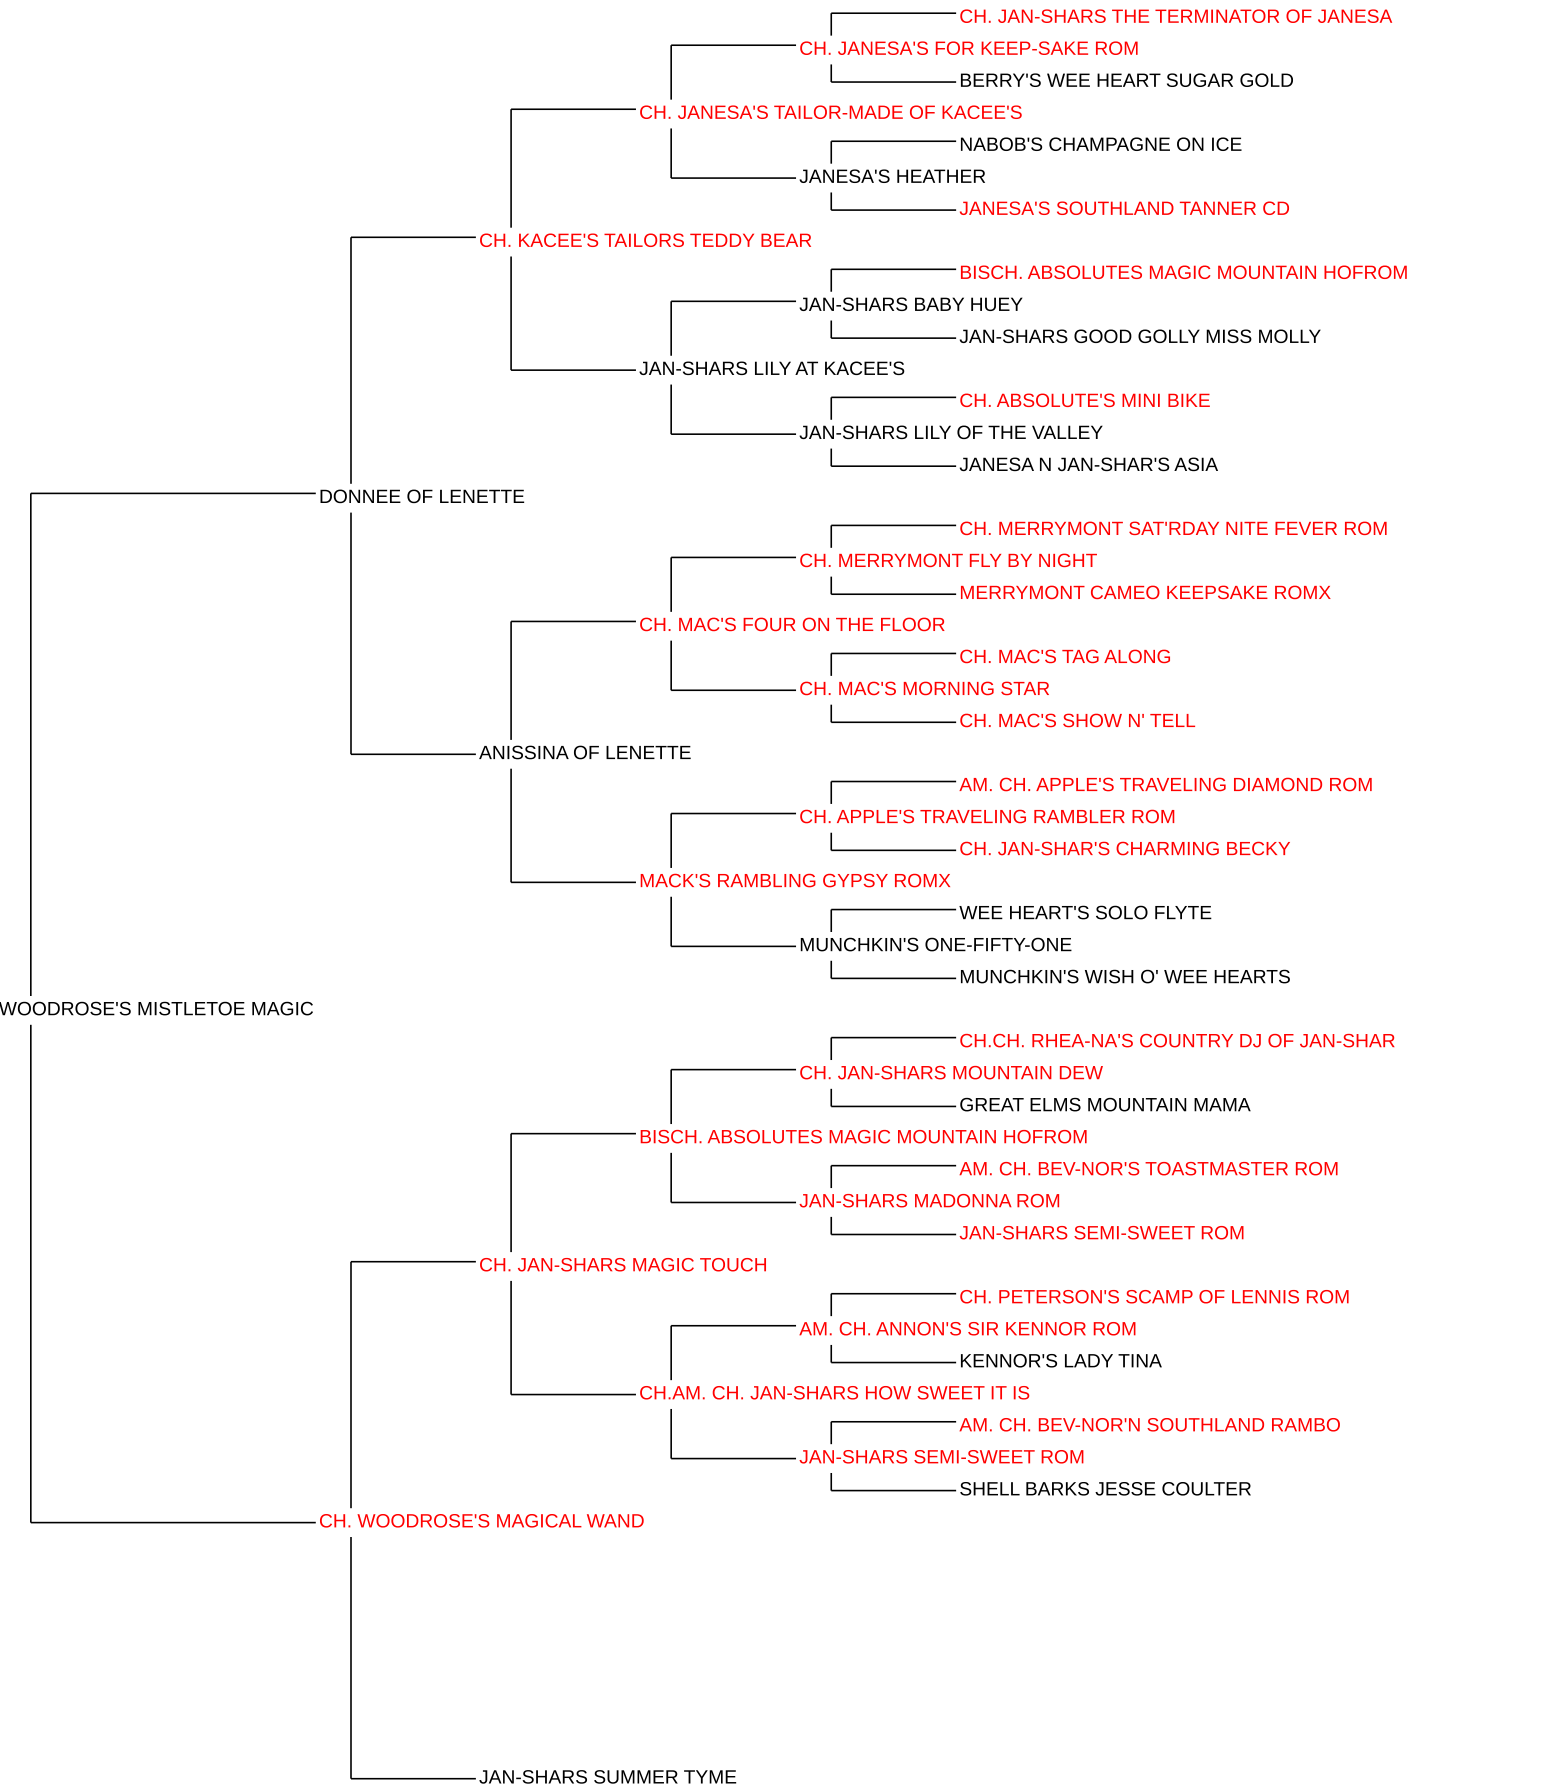 CH. JAN-SHARS THE TERMINATOR OF JANESA
CH. JANESA'S FOR KEEP-SAKE ROM
BERRY'S WEE HEART SUGAR GOLD
CH. JANESA'S TAILOR-MADE OF KACEE'S
NABOB'S CHAMPAGNE ON ICE
JANESA'S HEATHER
JANESA'S SOUTHLAND TANNER CD
CH. KACEE'S TAILORS TEDDY BEAR
BISCH. ABSOLUTES MAGIC MOUNTAIN HOFROM
JAN-SHARS BABY HUEY
JAN-SHARS GOOD GOLLY MISS MOLLY
JAN-SHARS LILY AT KACEE'S
CH. ABSOLUTE'S MINI BIKE
JAN-SHARS LILY OF THE VALLEY
JANESA N JAN-SHAR'S ASIA
DONNEE OF LENETTE
CH. MERRYMONT SAT'RDAY NITE FEVER ROM
CH. MERRYMONT FLY BY NIGHT
MERRYMONT CAMEO KEEPSAKE ROMX
CH. MAC'S FOUR ON THE FLOOR
CH. MAC'S TAG ALONG
CH. MAC'S MORNING STAR
CH. MAC'S SHOW N' TELL
ANISSINA OF LENETTE
AM. CH. APPLE'S TRAVELING DIAMOND ROM
CH. APPLE'S TRAVELING RAMBLER ROM
CH. JAN-SHAR'S CHARMING BECKY
MACK'S RAMBLING GYPSY ROMX
WEE HEART'S SOLO FLYTE
MUNCHKIN'S ONE-FIFTY-ONE
MUNCHKIN'S WISH O' WEE HEARTS
WOODROSE'S MISTLETOE MAGIC
CH.CH. RHEA-NA'S COUNTRY DJ OF JAN-SHAR
CH. JAN-SHARS MOUNTAIN DEW
GREAT ELMS MOUNTAIN MAMA
BISCH. ABSOLUTES MAGIC MOUNTAIN HOFROM
AM. CH. BEV-NOR'S TOASTMASTER ROM
JAN-SHARS MADONNA ROM
JAN-SHARS SEMI-SWEET ROM
CH. JAN-SHARS MAGIC TOUCH
CH. PETERSON'S SCAMP OF LENNIS ROM
AM. CH. ANNON'S SIR KENNOR ROM
KENNOR'S LADY TINA
CH.AM. CH. JAN-SHARS HOW SWEET IT IS
AM. CH. BEV-NOR'N SOUTHLAND RAMBO
JAN-SHARS SEMI-SWEET ROM
SHELL BARKS JESSE COULTER
CH. WOODROSE'S MAGICAL WAND
JAN-SHARS SUMMER TYME